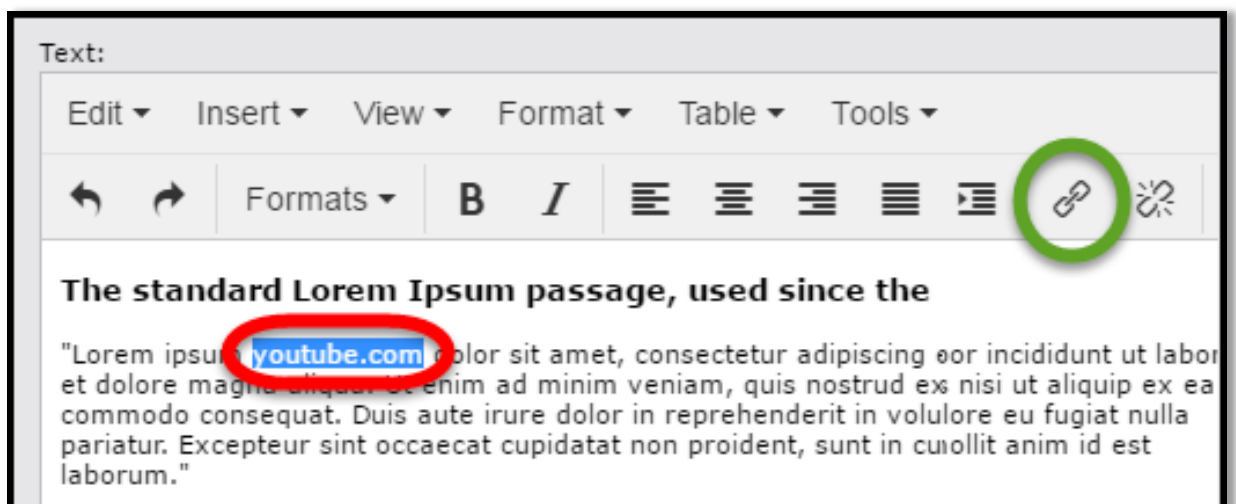 Text:
Edit Insert View Format Table Tools
Formats B I
The standard Lorem Ipsum passage, used since the
"Lorem ipsum youtube.com dolor sit amet, consectetur adipiscing eor incididunt ut labor
et dolore magna aliqua. Ut enim ad minim veniam, quis nostrud ex nisi ut aliquip ex ea
commodo consequat. Duis aute irure dolor in reprehenderit in volulore eu fugiat nulla
pariatur. Excepteur sint occaecat cupidatat non proident, sunt in cuollit anim id est
laborum."